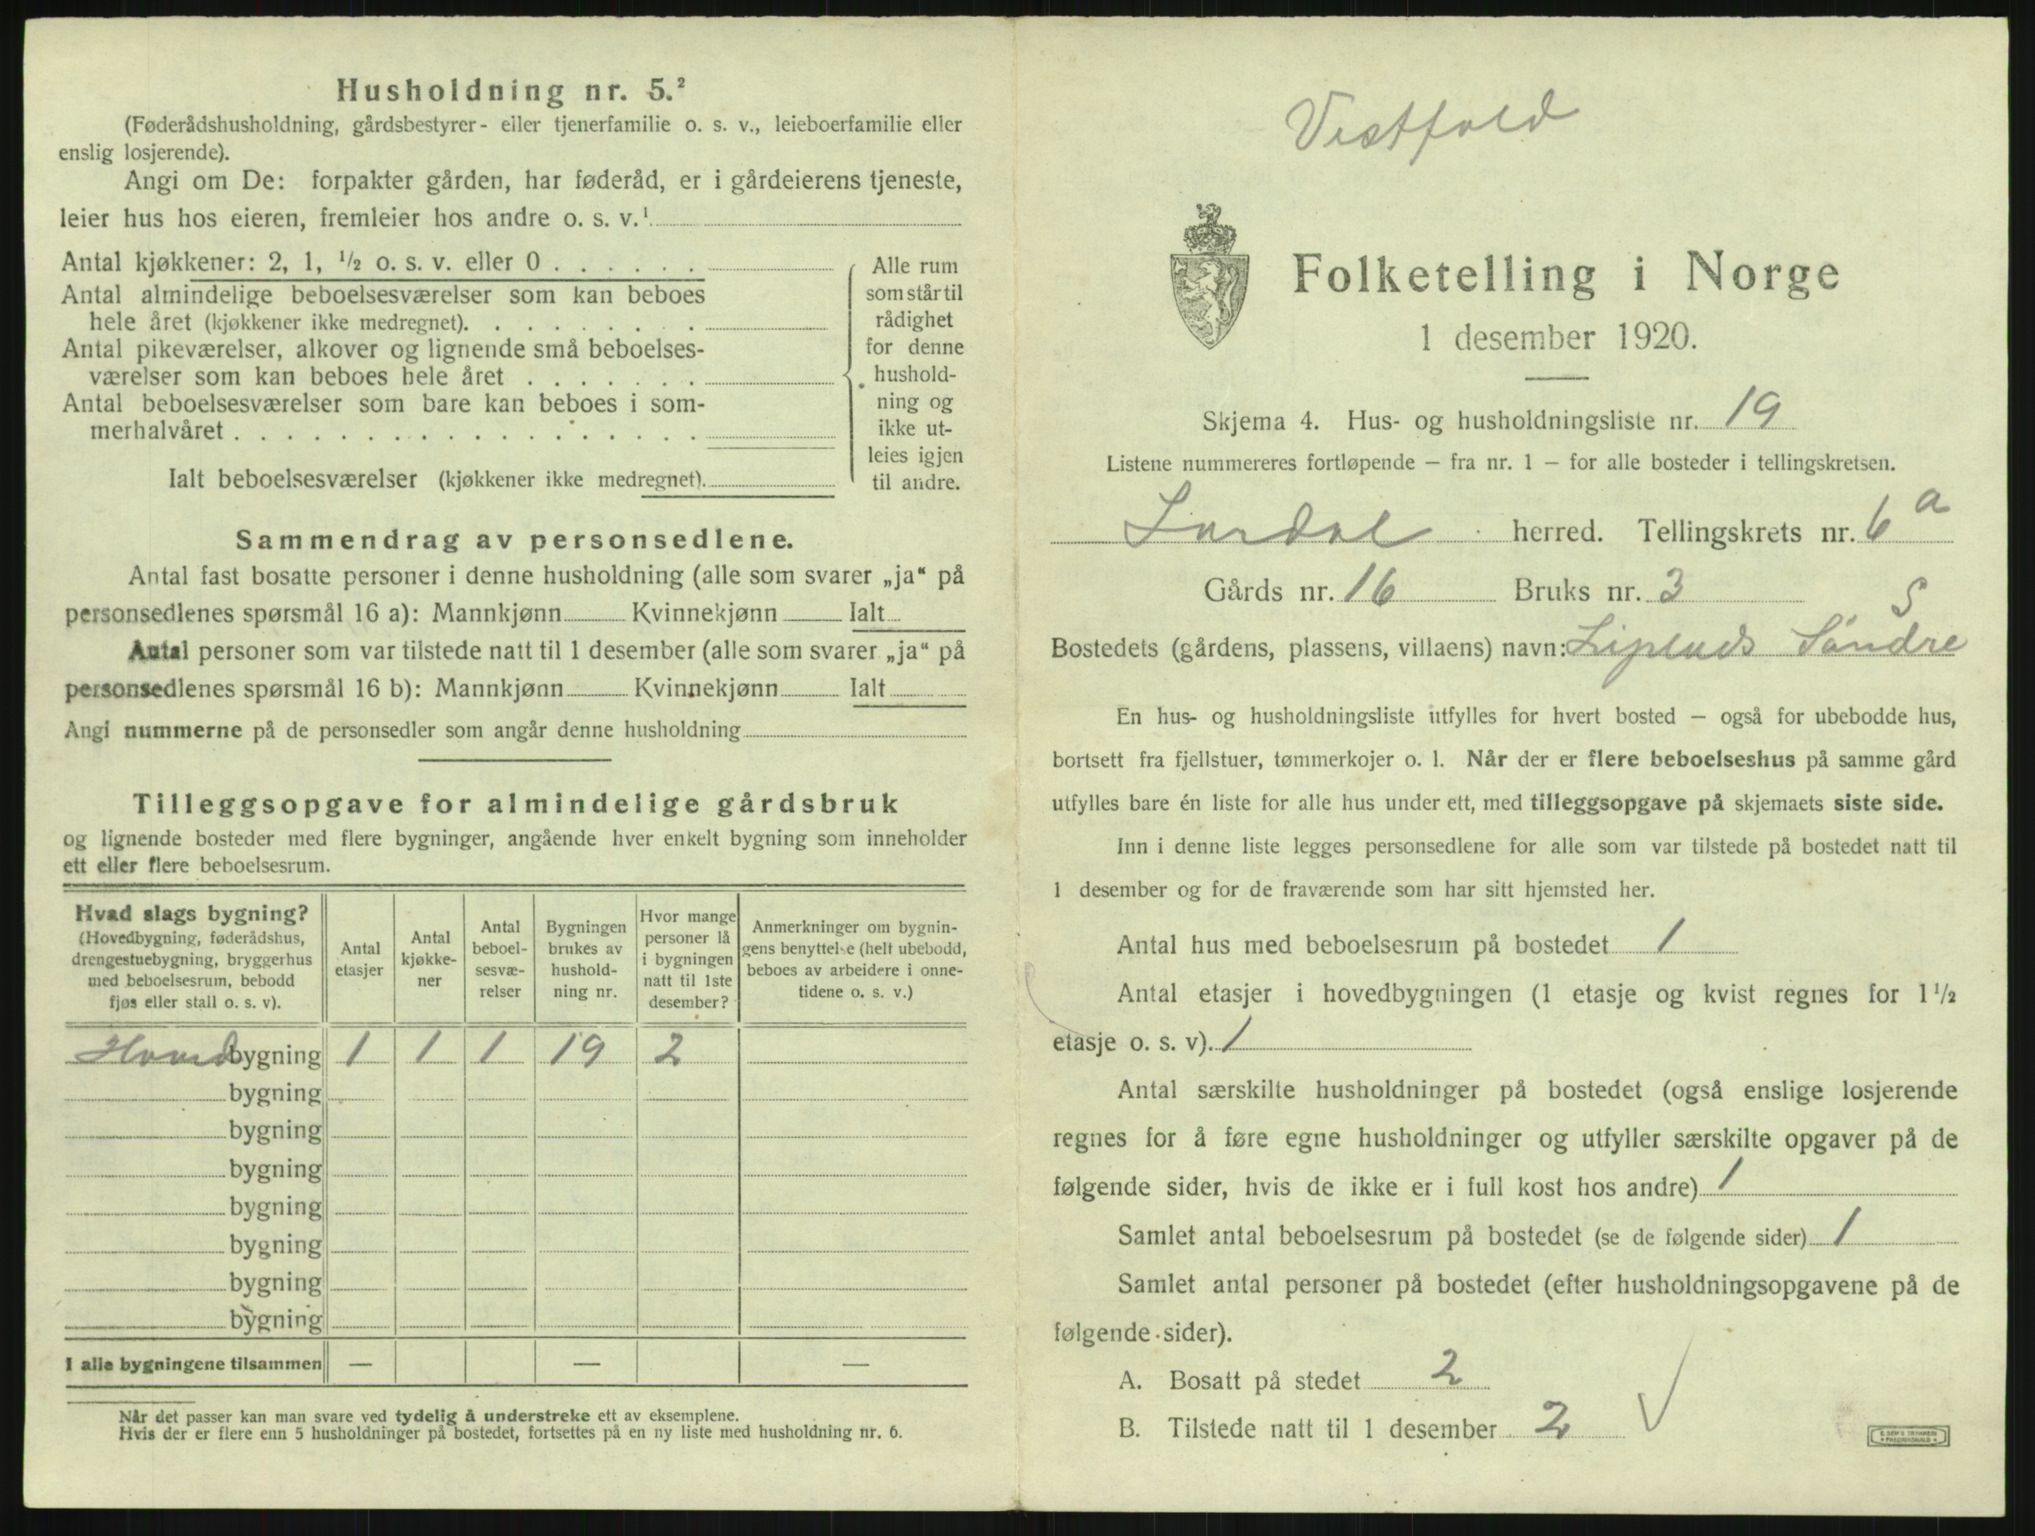 Husholdning nr. 5.²
(Føderådshusholdning, gårdsbestyrer- eller tjenerfamilie o. s. v., leieboerfamilie eller
enslig losjerende).
Angi om De: forpakter gården, har føderåd, er i gårdeierens tjeneste,
leier hus hos eieren, fremleier hos andre o. s. v.¹
Antal kjøkkener: 2, 1, ½ o. s. v. eller 0
Antal almindelige beboelsesværelser som kan beboes
hele året (kjøkkener ikke medregnet).
Antal pikeværelser, alkover og lignende små beboelses-
værelser som kan beboes hele året
Antal beboelsesværelser som bare kan beboes i som-
merhalvåret
Ialt beboelsesværelser (kjøkkener ikke medregnet).
Alle rum
som står til
rådighet
for denne
hushold-
ning og
ikke ut-
leies igjen
til andre.
Sammendrag av personsedlene.
Antal fast bosatte personer i denne husholdning (alle som svarer „ja“ på
personsedlenes spørsmål 16 a): Mannkjønn Kvinnekjønn Ialt
Antal personer som var tilstede natt til 1 desember (alle som svarer „ja“ på
personsedlenes spørsmål 16 b): Mannkjønn Kvinnekjønn Ialt
Angi nummerne på de personsedler som angår denne husholdning
Tilleggsopgave for almindelige gårdsbruk
og lignende bosteder med flere bygninger, angående hver enkelt bygning som inneholder
ett eller flere beboelsesrum.
Hvad slags bygning?
(Hovedbygning, føderådshus,
drengestuebygning, bryggerhus
med beboelsesrum, bebodd
fjøs eller stall o. s. v).
Antal
etasjer
Antal
kjøkke-
ner
Antal
beboel-
sesvæ-
relser
Bygningen
brukes av
hushold-
ning nr.
Hvor mange
personer lå
i bygningen
natt til 1ste
desember?
Anmerkninger om bygnin-
gens benyttelse (helt ubebodd,
beboes av arbeidere i onne-
tidene o. s. v.)
Hovedbygning 1 1 1 19 2
bygning
bygning
bygning
bygning
bygning
bygning
bygning
I alle bygningene tilsammen — — —
Når det passer kan man svare ved tydelig å understreke ett av eksemplene.
Hvis der er flere enn 5 husholdninger på bostedet, fortsettes på en ny liste med husholdning nr. 6.
Vestfold
Folketelling i Norge
1 desember 1920.
Skjema 4. Hus- og husholdningsliste nr. 19
Listene nummereres fortløpende – fra nr. 1 – for alle bosteder i tellingskretsen.
Lardal herred. Tellingskrets nr. 6 a
Gårds nr. 16 Bruks nr. 3
S
Bostedets (gårdens, plassens, villaens) navn: Søndre
En hus- og husholdningsliste utfylles for hvert bosted – også for ubebodde hus,
bortsett fra fjellstuer, tømmerkojer o. l. Når der er flere beboelseshus på samme gård
utfylles bare én liste for alle hus under ett, med tilleggsopgave på skjemaets siste side.
Inn i denne liste legges personsedlene for alle som var tilstede på bostedet natt til
1 desember og for de fraværende som har sitt hjemsted her.
Antal hus med beboelsesrum på bostedet 1
Antal etasjer i hovedbygningen (1 etasje og kvist regnes for 1½
etasje o. s. v). 1
Antal særskilte husholdninger på bostedet (også enslige losjerende
regnes for å føre egne husholdninger og utfyller særskilte opgaver på de
følgende sider, hvis de ikke er i full kost hos andre) 1
Samlet antal beboelsesrum på bostedet (se de følgende sider) 1
Samlet antal personer på bostedet (efter husholdningsopgavene på de
følgende sider).
A. Bosatt på stedet 2
B. Tilstede natt til 1 desember 2